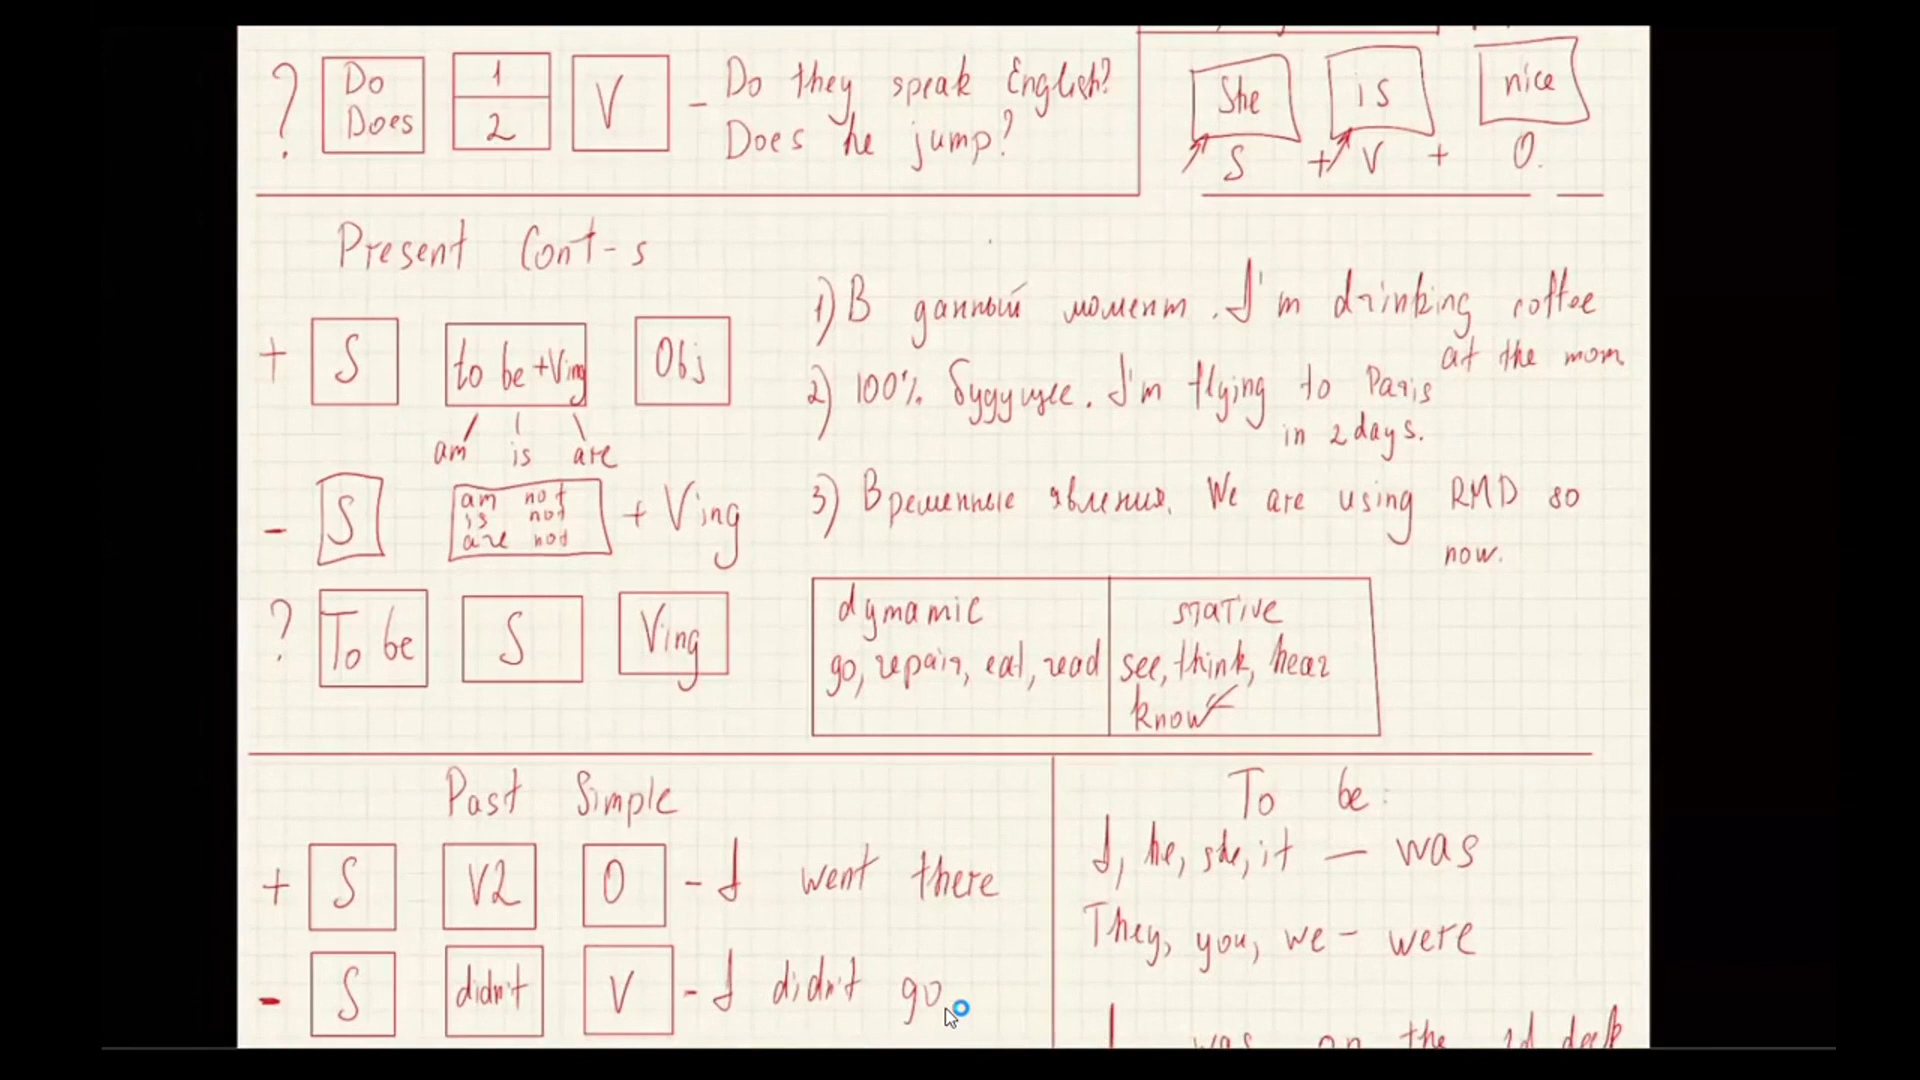 ? Do Does 1 2 V - Do they speak English?
Does he jump?
She is nice
S + V + O.
Present Cont-s
+ S to be +Ving Obj
am is are
- S am not is not are not + Ving
? To be S Ving
1) В данный момент. I'm drinking coffee
at the mom
2) 100% будущее. I'm flying to Paris
in 2 days.
3) Временные явления. We are using RMD so
now.
dynamic
go, repair, eat, read
stative
see, think, hear
know
Past Simple
+ S V2 O - I went there
- S didn't V - I didn't go
To be:
I, he, she, it — was
They, you, we - were
I was on the